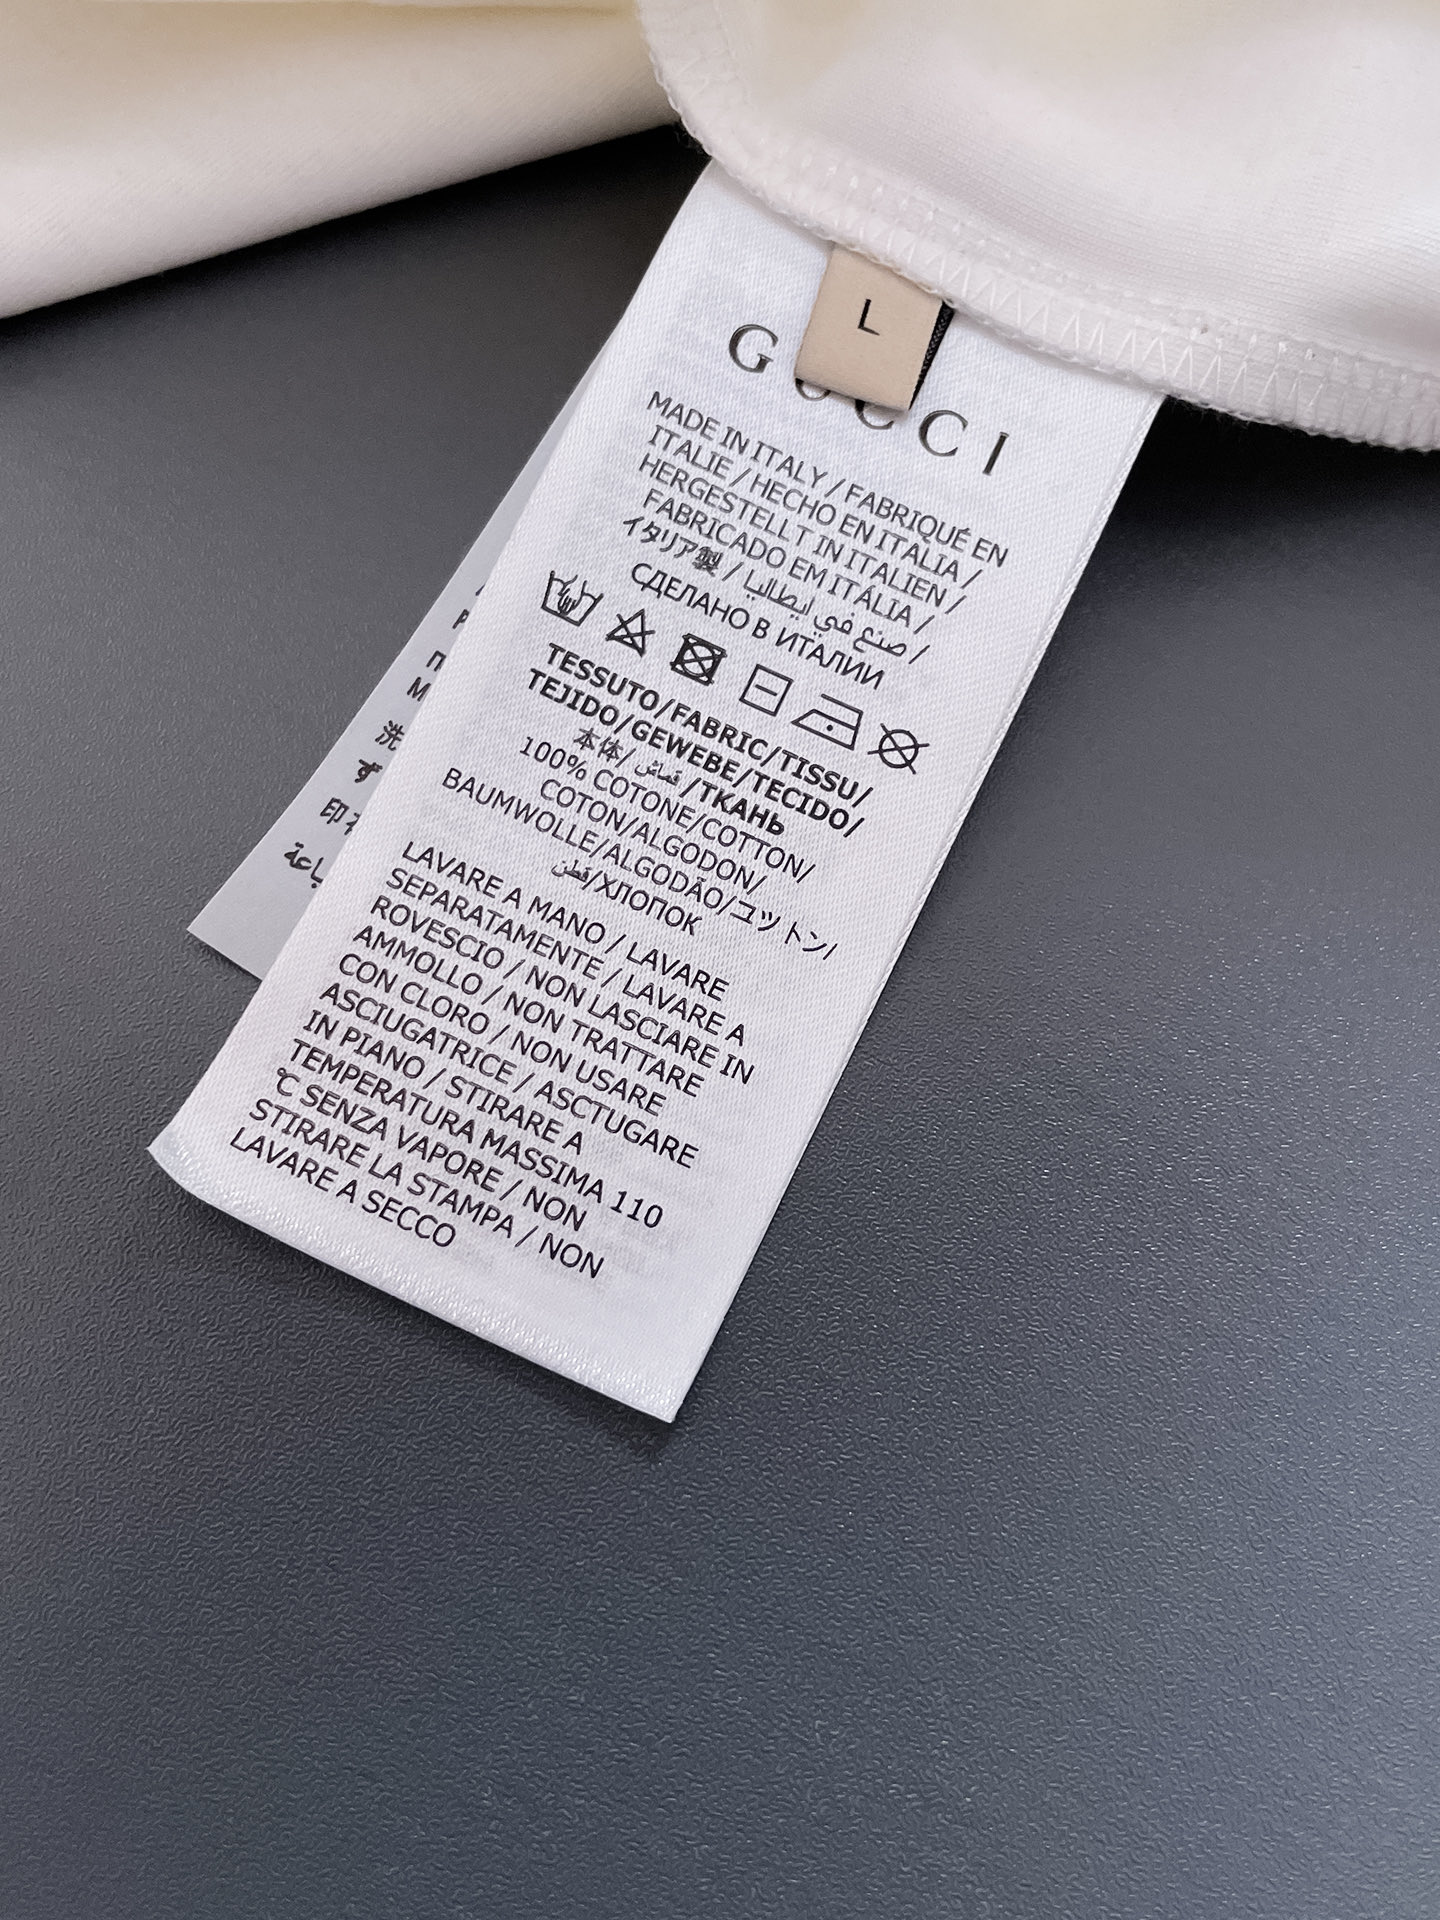 L
GUCCI
MADE IN ITALY / FABRIQUÉ EN
ITALIE / HECHO EN ITALIA /
HERGESTELLT IN ITALIEN /
FABRICADO EM ITÁLIA /
イタリア製 / صنع في إيطاليا /
СДЕЛАНО В ИТАЛИИ
TESSUTO/FABRIC/TISSU/
TEJIDO/GEWEBE/TECIDO/
本体/ قماش /ТКАНЬ
100% COTONE/COTTON/
COTON/ALGODON/
BAUMWOLLE/ALGODÃO/コットン/
قطن/ХЛОПОК
LAVARE A MANO / LAVARE
SEPARATAMENTE / LAVARE A
ROVESCIO / NON LASCIARE IN
AMMOLLO / NON TRATTARE
CON CLORO / NON USARE
ASCIUGATRICE / ASCTUGARE
IN PIANO / STIRARE A
TEMPERATURA MASSIMA 110
℃ SENZA VAPORE / NON
STIRARE LA STAMPA / NON
LAVARE A SECCO
P
П
М
洗
ず
印